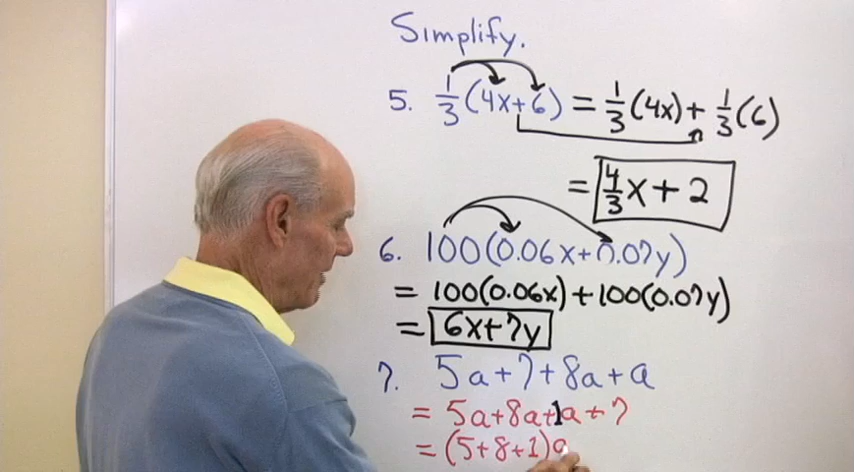 Simplify.
5. 1/3(4x+6) = 1/3(4x) + 1/3(6)
= 4/3x + 2
6. 100(0.06x+0.07y)
= 100(0.06x) + 100(0.07y)
= 6x+7y
7. 5a+7+8a+a
= 5a+8a+1a+7
= (5+8+1)a